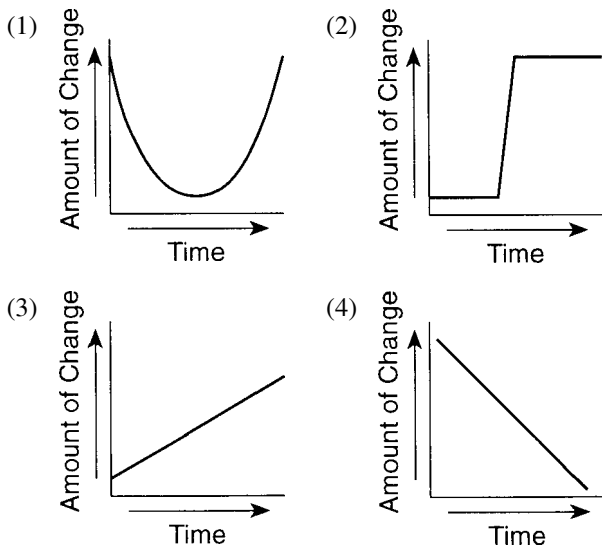 (1)
Amount of Change
Time
(2)
Amount of Change
Time
(3)
Amount of Change
Time
(4)
Amount of Change
Time